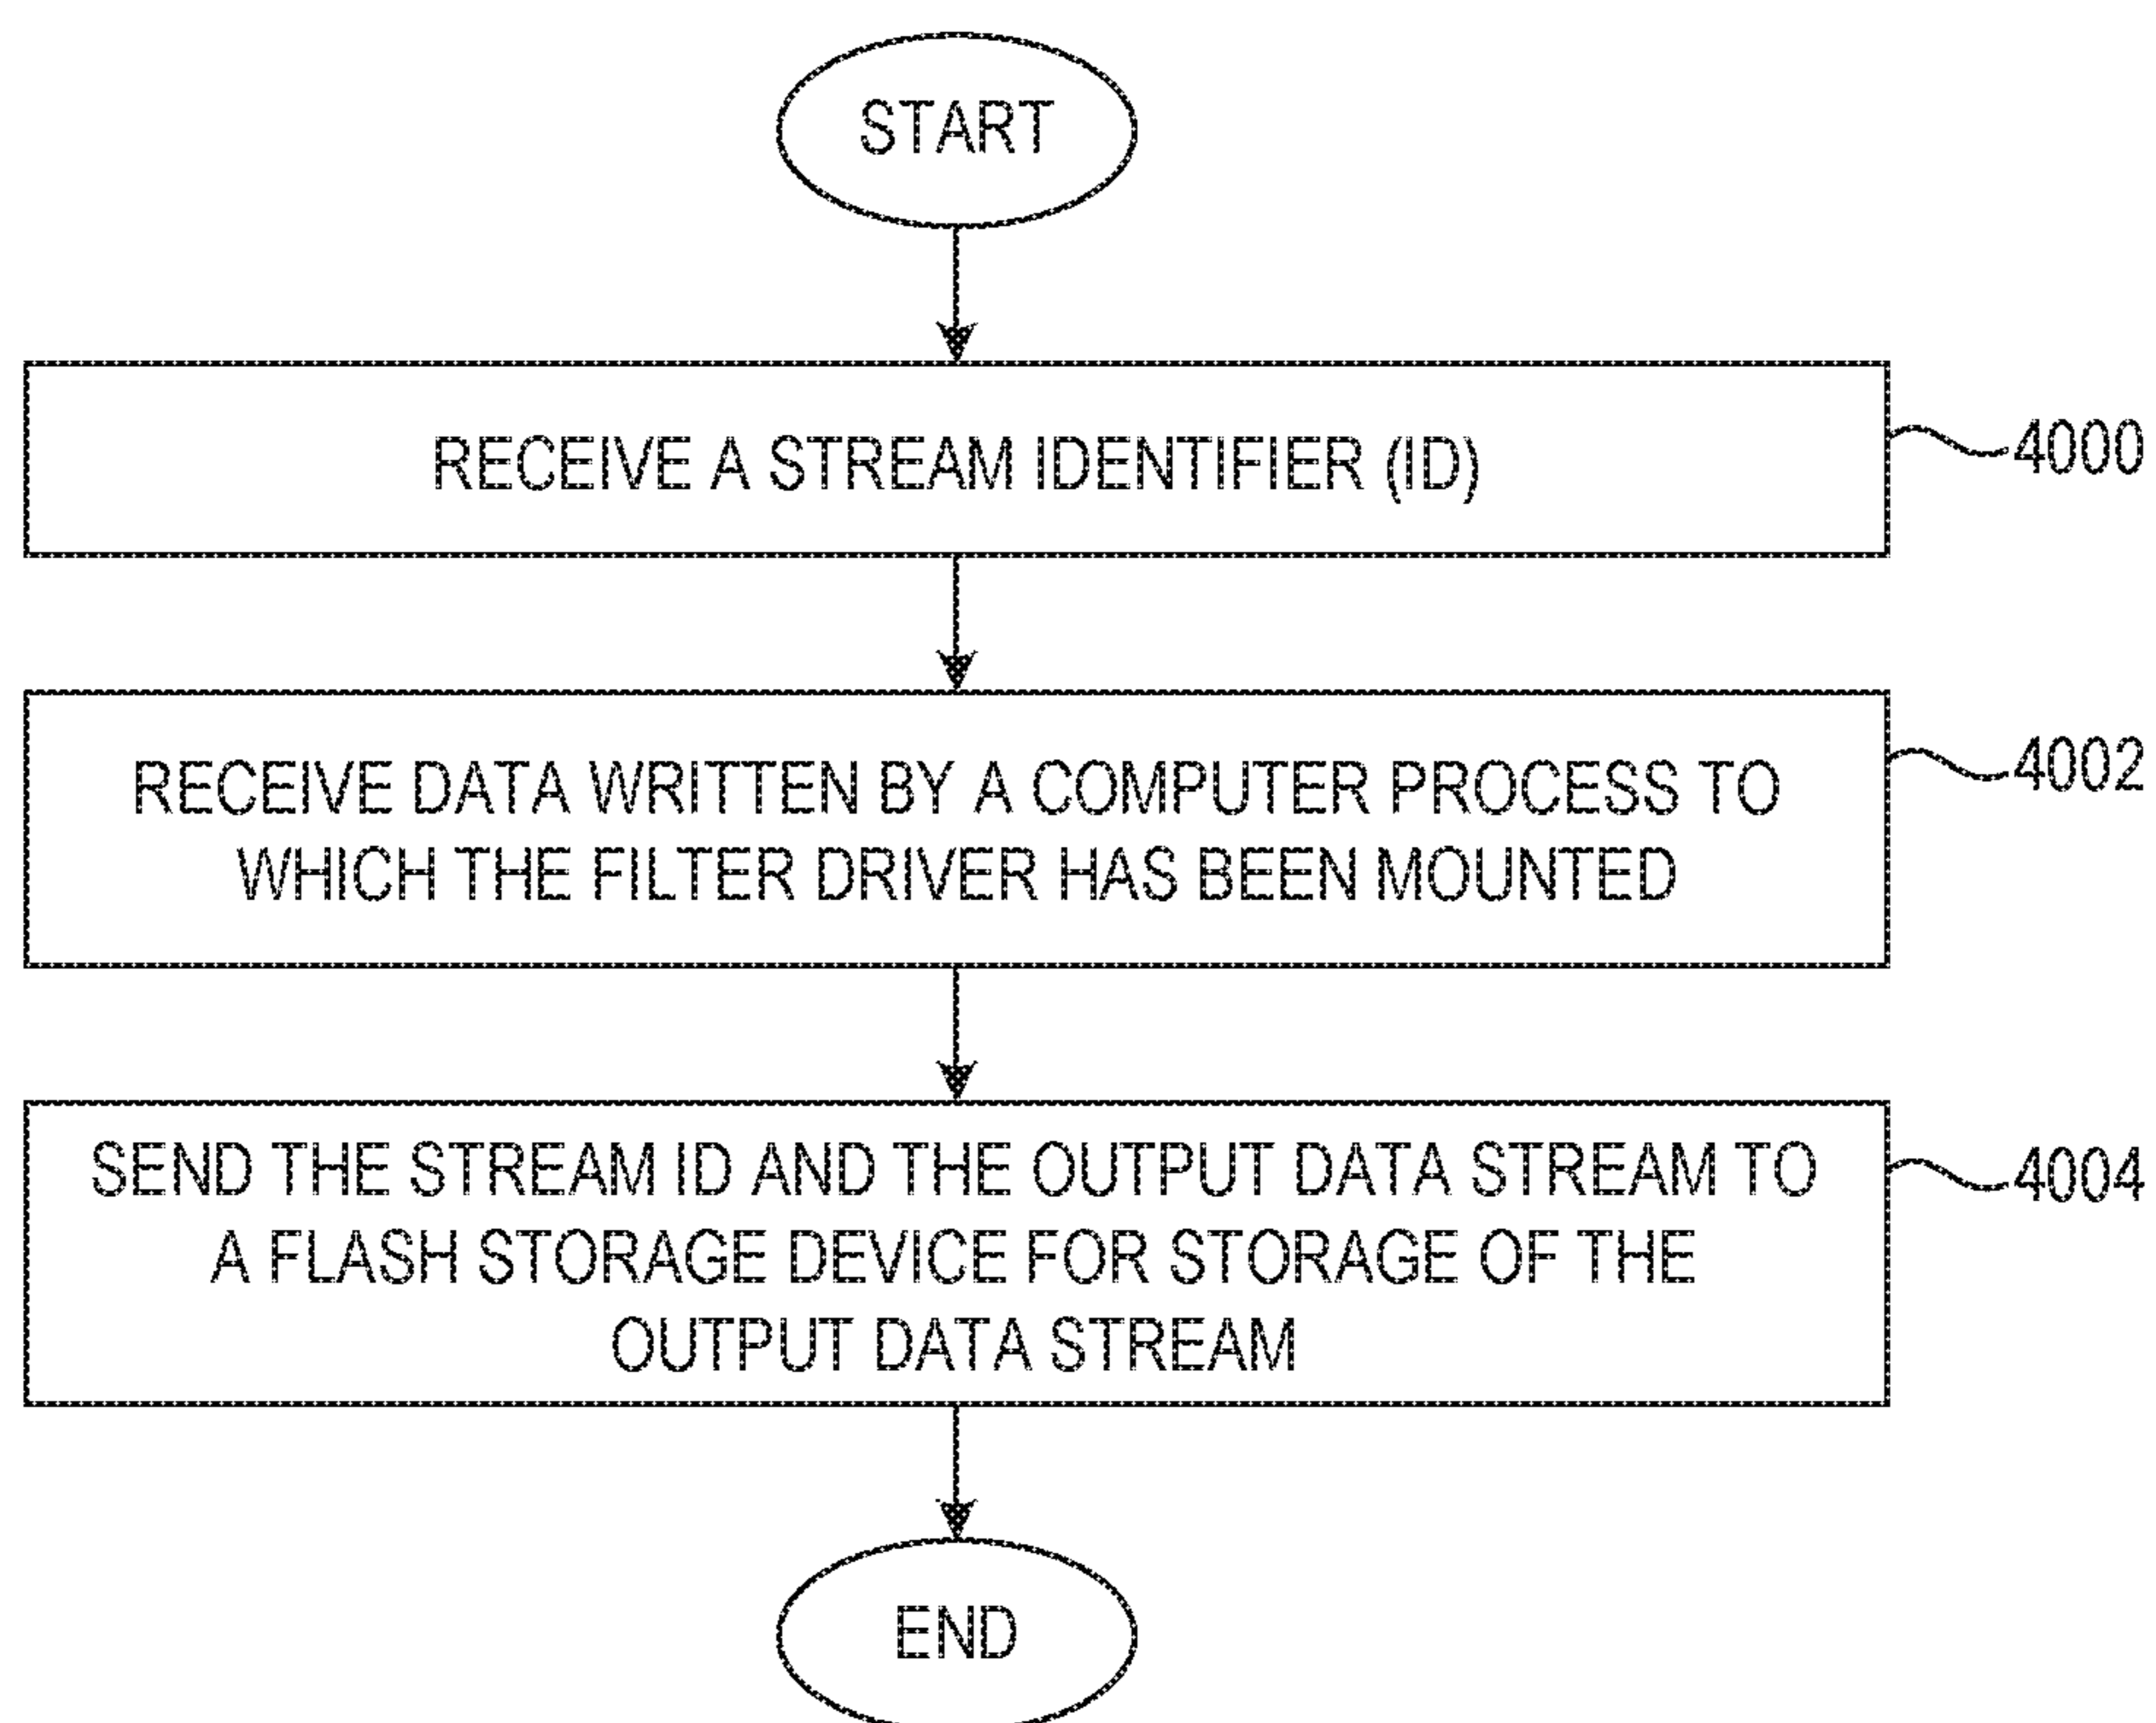 START
RECEIVE A STREAM IDENTIFIER (ID)
4000
RECEIVE DATA WRITTEN BY A COMPUTER PROCESS TO
WHICH THE FILTER DRIVER HAS BEEN MOUNTED
4002
SEND THE STREAM ID AND THE OUTPUT DATA STREAM TO
A FLASH STORAGE DEVICE FOR STORAGE OF THE
OUTPUT DATA STREAM
4004
END